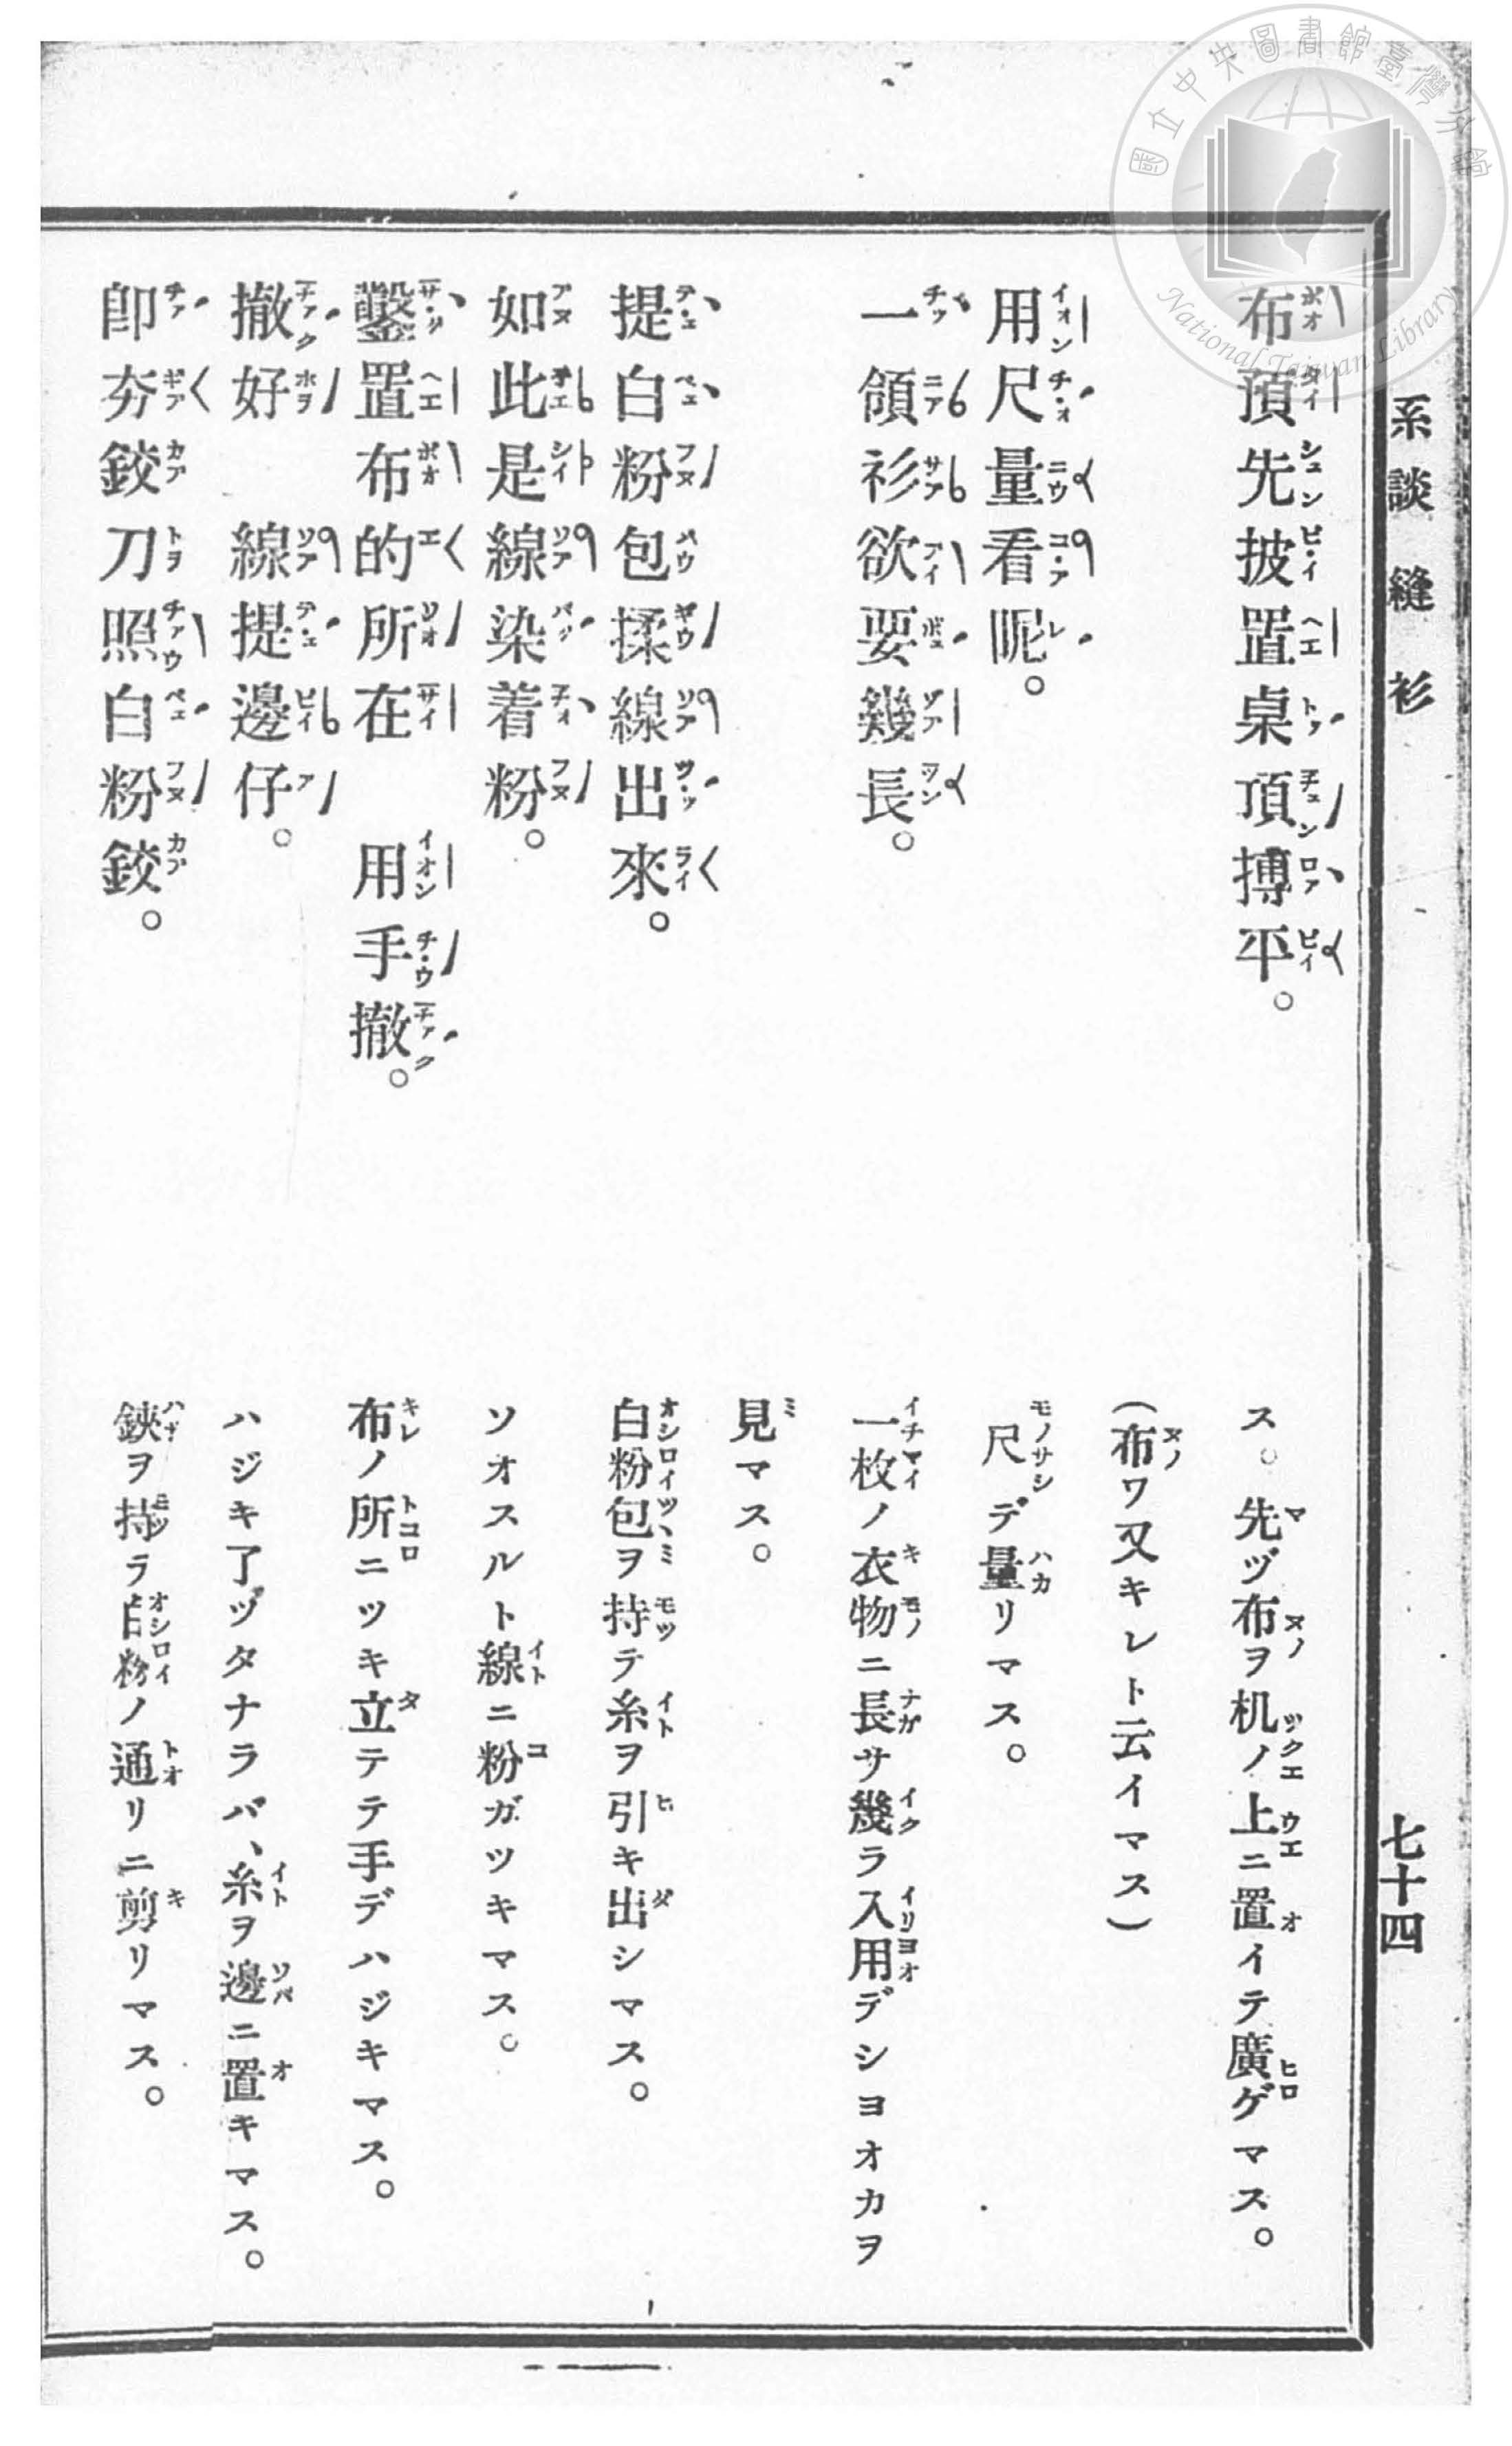 國立中央圖書館臺灣分館
National Taiwan Library
系談 縫衫
七十四
布預先披置桌頂搏平。
用尺量看呢。
一領衫欲要幾長。
提白粉包揉線出來。
如此是線染着粉。
鑿置布的所在 用手撤。
撤好 線提邊仔。
卽夯鉸刀照白粉鉸。
ス。先ヅ布ヲ机ノ上ニ置イテ廣ゲマス。
(布ワ又キレト云イマス)
尺デ量リマス。
一枚ノ衣物ニ長サ幾ラ入用デショオカヲ
見マス。
白粉包ヲ持テ糸ヲ引キ出シマス。
ソオスルト線ニ粉ガツキマス。
布ノ所ニツキ立テテ手デハジキマス。
ハジキ了ヅタナラバ、糸ヲ邊ニ置キマス。
鋏ヲ持ラ白粉ノ通リニ剪リマス。